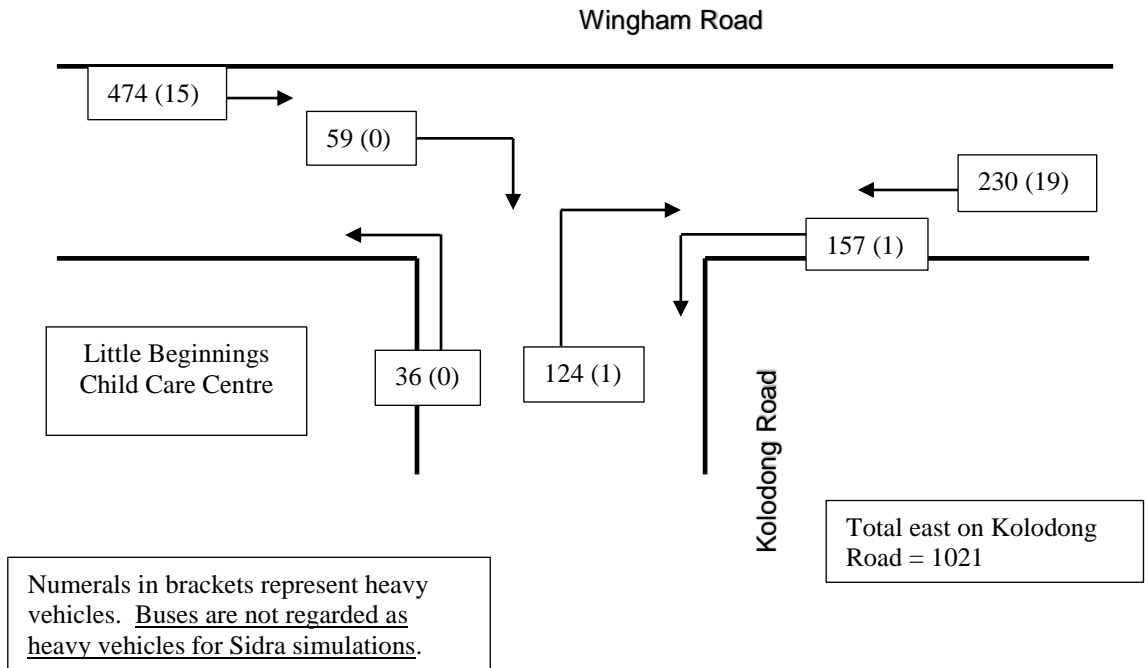 Wingham Road
474 (15)
59 (0)
230 (19)
157 (1)
Little Beginnings
Child Care Centre
36 (0)
124 (1)
Kolodong Road
Total east on Kolodong
Road = 1021
Numerals in brackets represent heavy
vehicles. Buses are not regarded as
heavy vehicles for Sidra simulations.